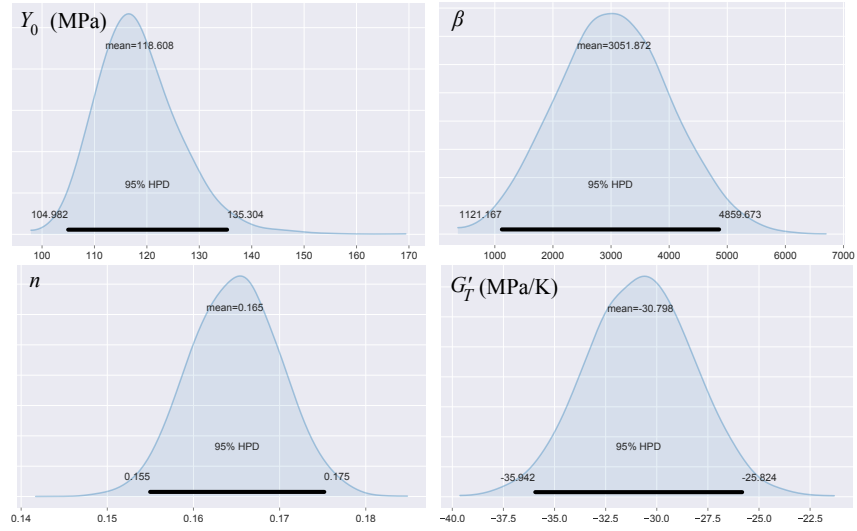 Y₀ (MPa)
mean=118.608
95% HPD
104.982 135.304
100 110 120 130 140 150 160 170
β
mean=3051.872
95% HPD
1121.167 4859.673
1000 2000 3000 4000 5000 6000 7000
n
mean=0.165
95% HPD
0.155 0.175
0.14 0.15 0.16 0.17 0.18
G′_T (MPa/K)
mean=-30.798
95% HPD
-35.942 -25.824
−40.0 −37.5 −35.0 −32.5 −30.0 −27.5 −25.0 −22.5